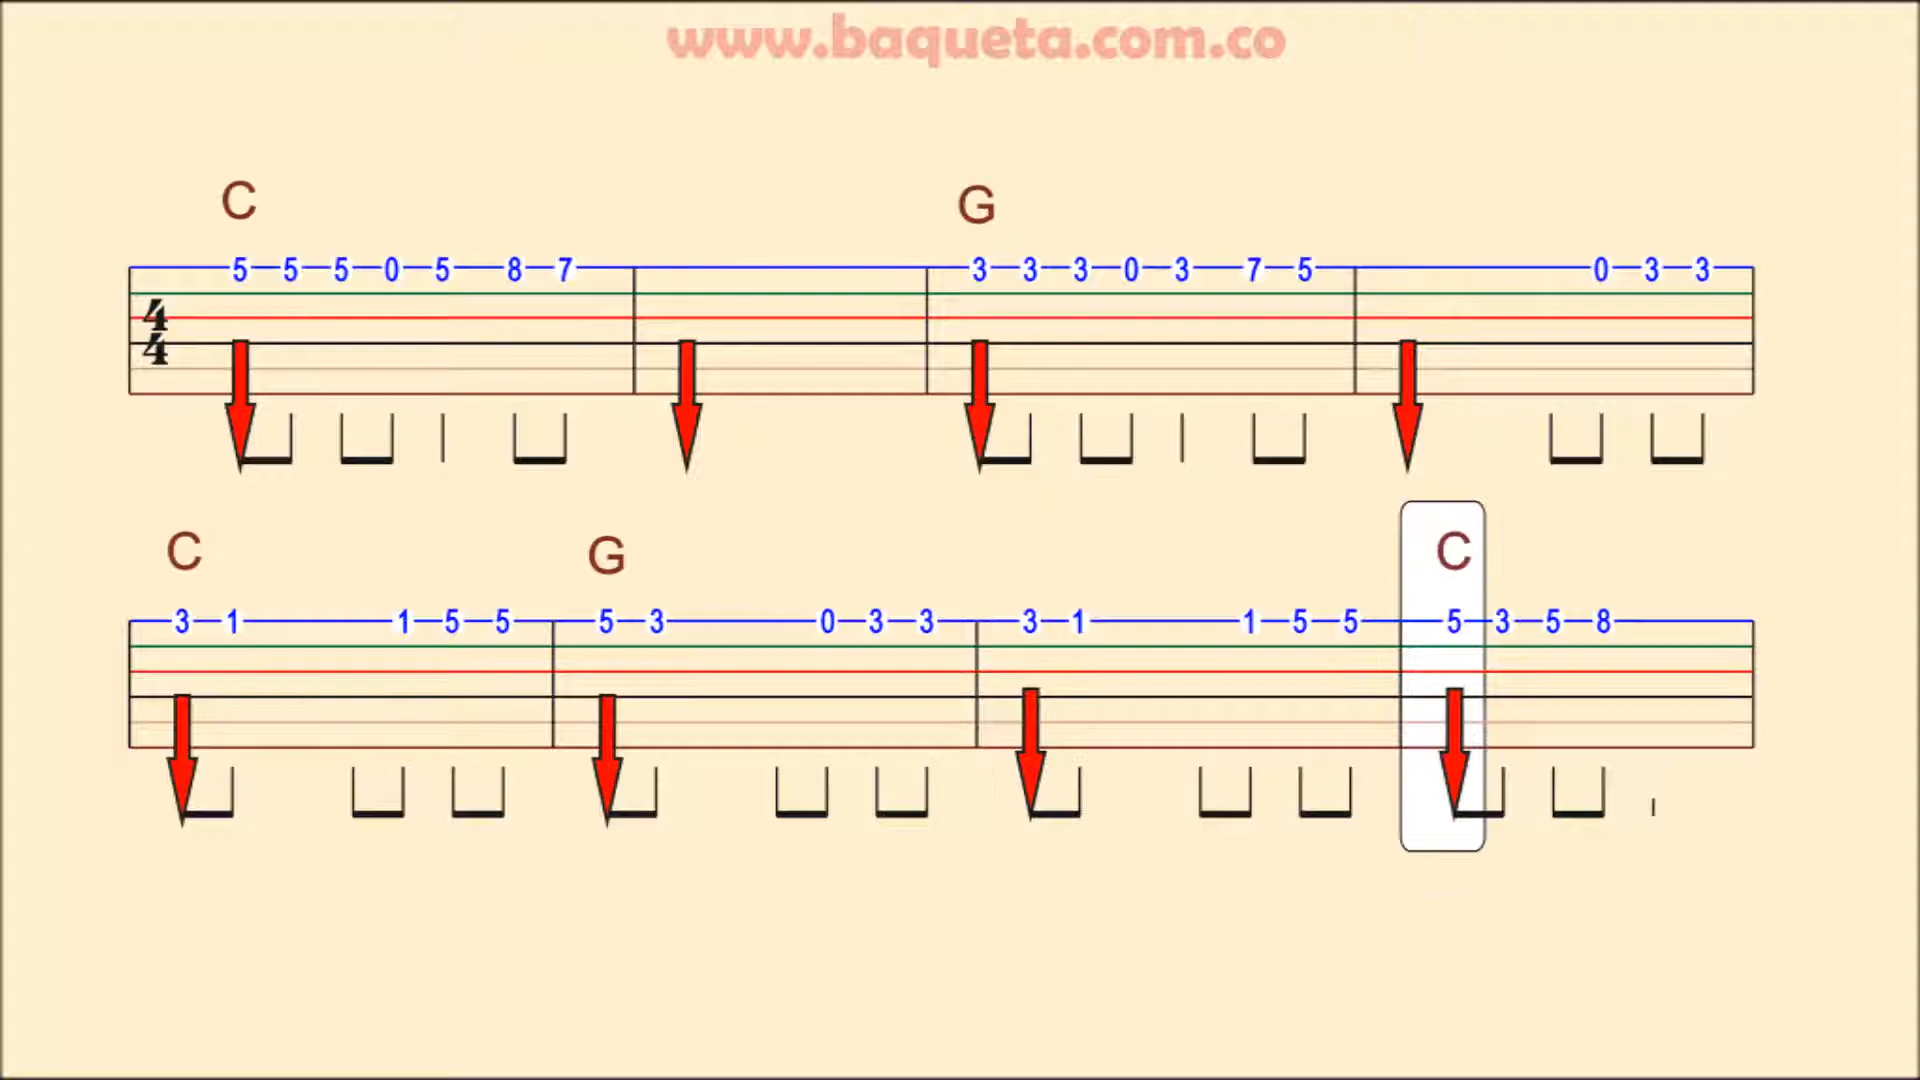 www.baqueta.com.co
C G
5 5 5 0 5 8 7 3 3 3 0 3 7 5 0 3 3
4
4
C G C
3 1 1 5 5 5 3 0 3 3 3 1 1 5 5 5 3 5 8